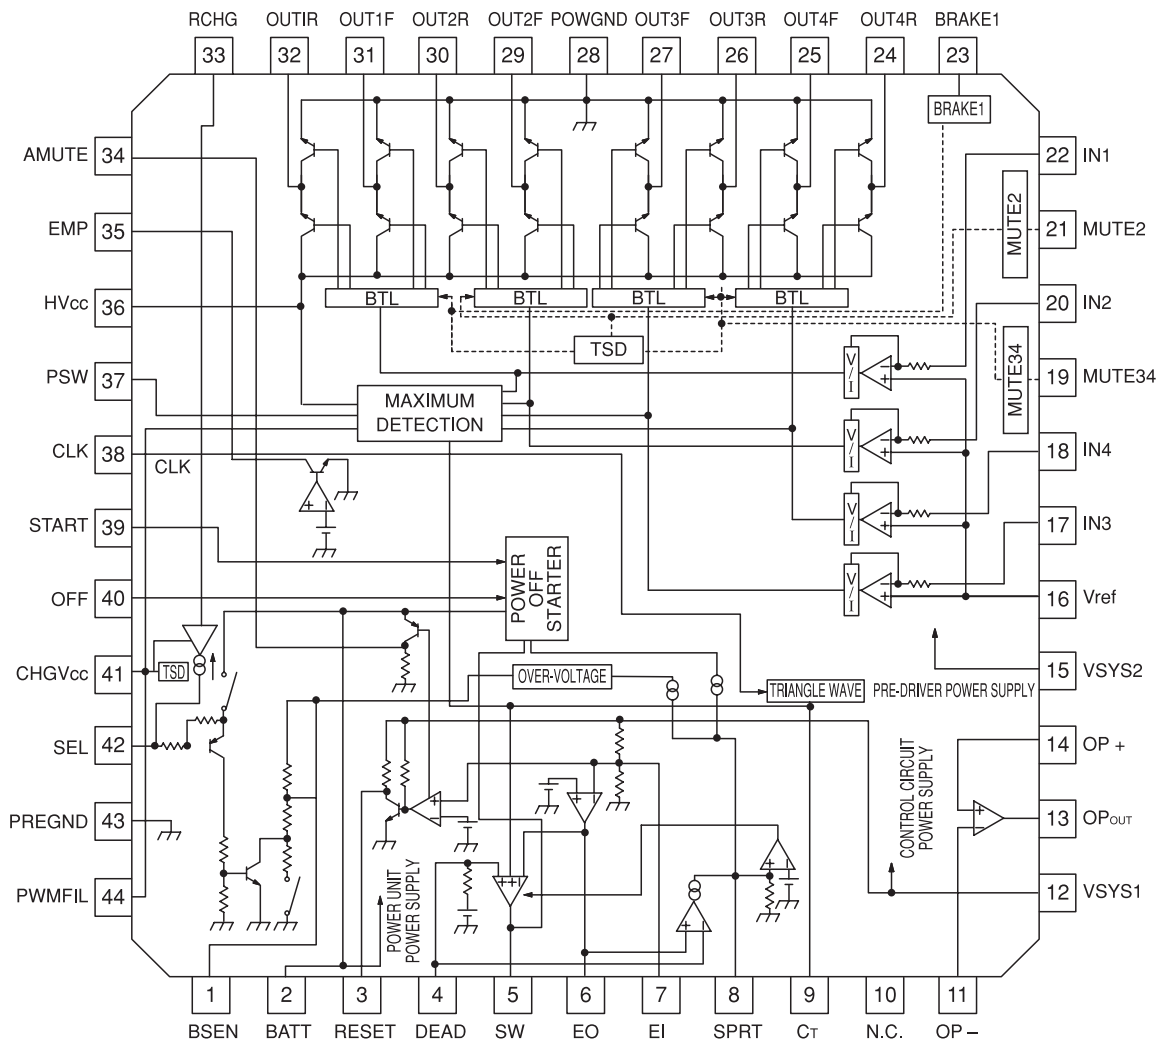 RCHG OUTIR OUT1F OUT2R OUT2F POWGND OUT3F OUT3R OUT4F OUT4R BRAKE1
33 32 31 30 29 28 27 26 25 24 23
BRAKE1
AMUTE 34
22 IN1
MUTE2
EMP 35
21 MUTE2
HVcc 36
BTL BTL BTL BTL
20 IN2
TSD
MUTE34
PSW 37
V/I − +
19 MUTE34
MAXIMUM
DETECTION
CLK 38
CLK
V/I − +
18 IN4
+ −
START 39
V/I − +
17 IN3
POWER
OFF
STARTER
OFF 40
V/I − +
16 Vref
CHGVcc 41
TSD
OVER-VOLTAGE
TRIANGLE WAVE
PRE-DRIVER POWER SUPPLY
15 VSYS2
SEL 42
14 OP +
+ −
+ −
CONTROL CIRCUIT
POWER SUPPLY
PREGND 43
+ −
13 OPOUT
+ −
PWMFIL 44
POWER UNIT
POWER SUPPLY
++−
+ −
12 VSYS1
1 2 3 4 5 6 7 8 9 10 11
BSEN BATT RESET DEAD SW EO EI SPRT CT N.C. OP −